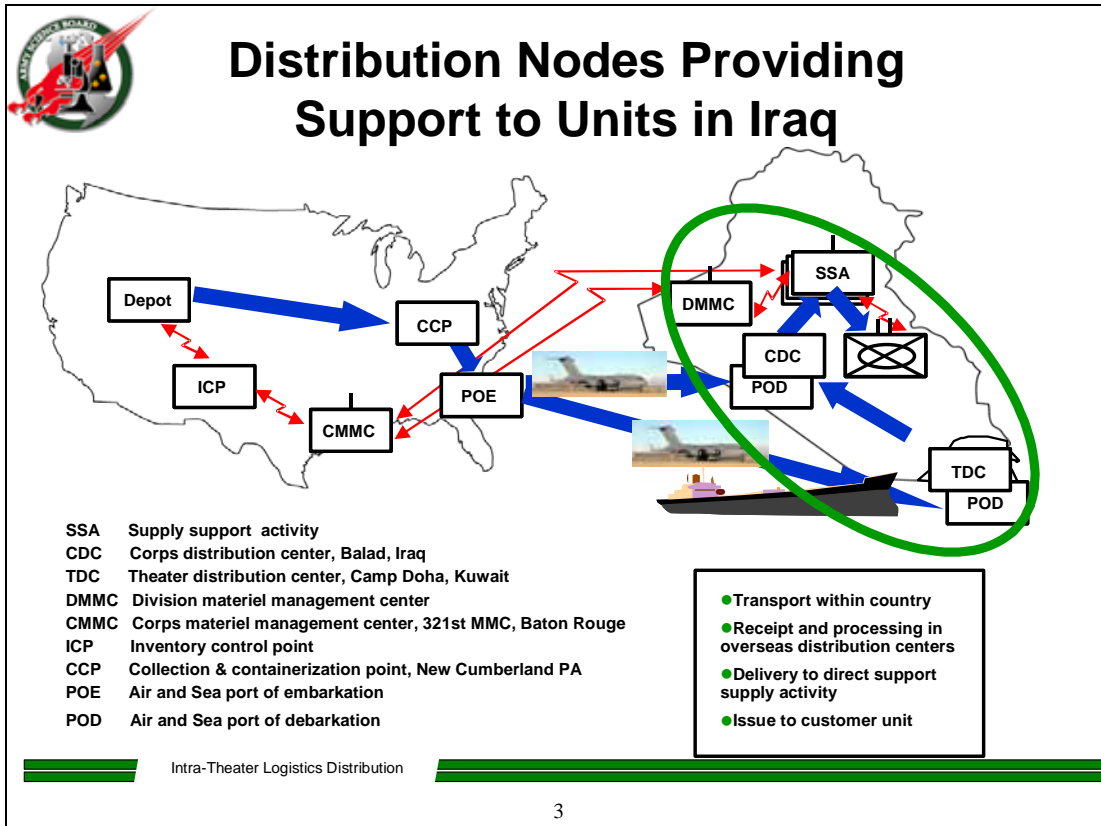 ARMY SCIENCE BOARD
Distribution Nodes Providing
Support to Units in Iraq
Depot
CCP
ICP
CMMC
POE
DMMC
SSA
CDC
POD
TDC
POD
SSA Supply support activity
CDC Corps distribution center, Balad, Iraq
TDC Theater distribution center, Camp Doha, Kuwait
DMMC Division materiel management center
CMMC Corps materiel management center, 321st MMC, Baton Rouge
ICP Inventory control point
CCP Collection & containerization point, New Cumberland PA
POE Air and Sea port of embarkation
POD Air and Sea port of debarkation
●Transport within country
●Receipt and processing in
overseas distribution centers
●Delivery to direct support
supply activity
●Issue to customer unit
Intra-Theater Logistics Distribution
3